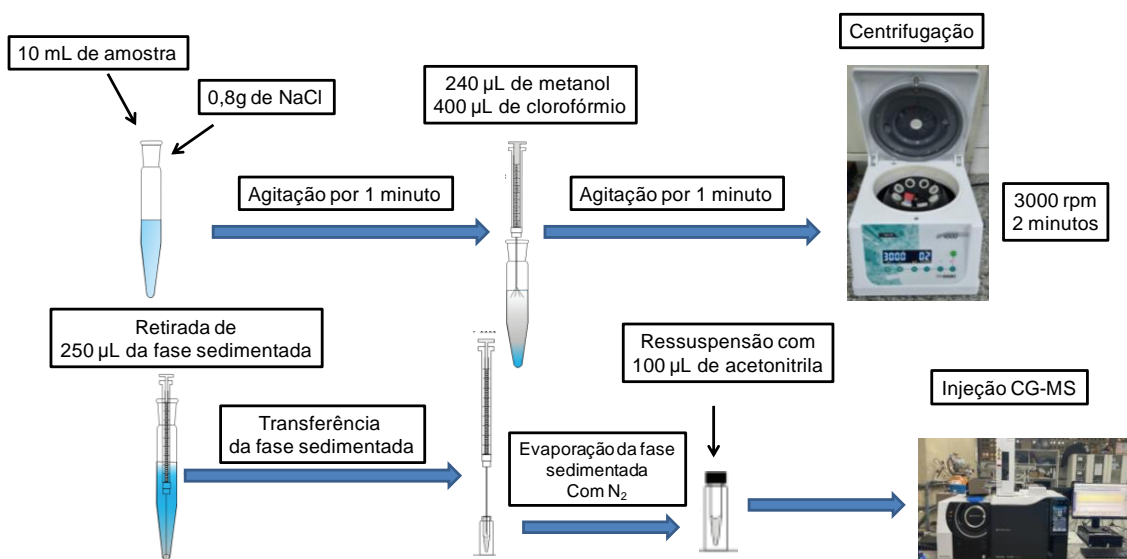 10 mL de amostra
0,8g de NaCl
Agitação por 1 minuto
240 µL de metanol
400 µL de clorofórmio
Agitação por 1 minuto
Centrifugação
3000 02
3000 rpm
2 minutos
Retirada de
250 µL da fase sedimentada
Transferência
da fase sedimentada
Evaporação da fase
sedimentada
Com N₂
Ressuspensão com
100 µL de acetonitrila
Injeção CG-MS